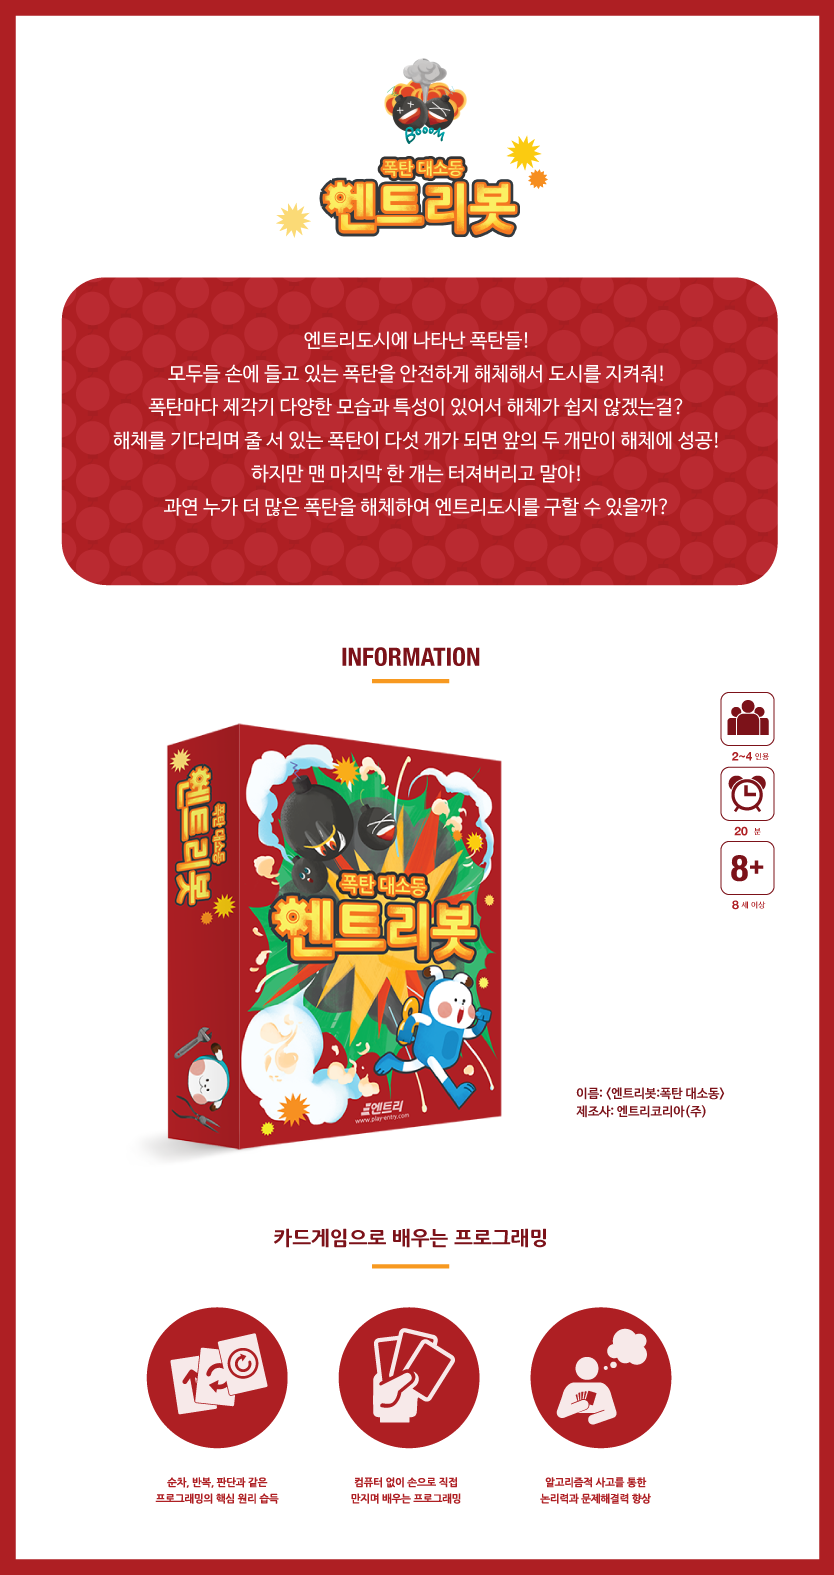 BOOOM
폭탄 대소동
엔트리봇
엔트리도시에 나타난 폭탄들!
모두들 손에 들고 있는 폭탄을 안전하게 해체해서 도시를 지켜줘!
폭탄마다 제각기 다양한 모습과 특성이 있어서 해체가 쉽지 않겠는걸?
해체를 기다리며 줄 서 있는 폭탄이 다섯 개가 되면 앞의 두 개만이 해체에 성공!
하지만 맨 마지막 한 개는 터져버리고 말아!
과연 누가 더 많은 폭탄을 해체하여 엔트리도시를 구할 수 있을까?
INFORMATION
2~4 인용
20 분
8+
8 세 이상
폭탄 대소동
엔트리봇
폭탄 대소동
엔트리봇
엔트리
www.play-entry.com
이름: 〈엔트리봇:폭탄 대소동〉
제조사: 엔트리코리아(주)
카드게임으로 배우는 프로그래밍
순차, 반복, 판단과 같은
프로그래밍의 핵심 원리 습득
컴퓨터 없이 손으로 직접
만지며 배우는 프로그래밍
알고리즘적 사고를 통한
논리력과 문제해결력 향상